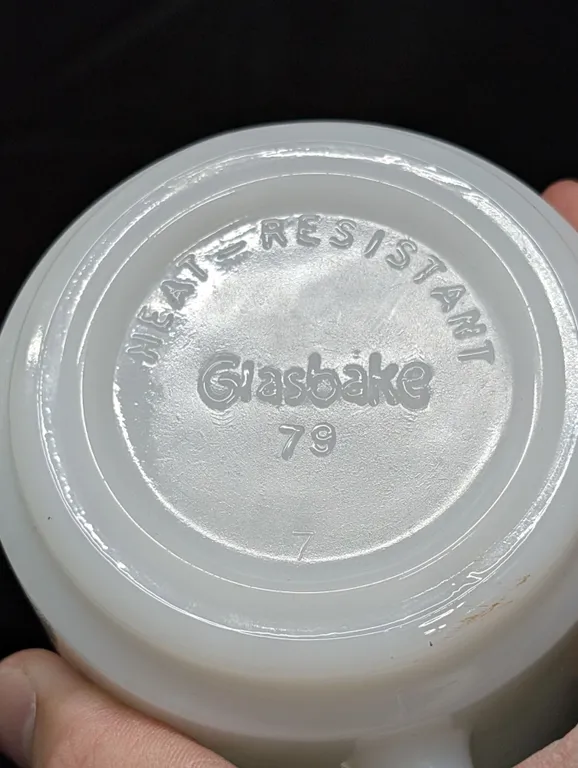 HEAT-RESISTANT
Glasbake
79
7